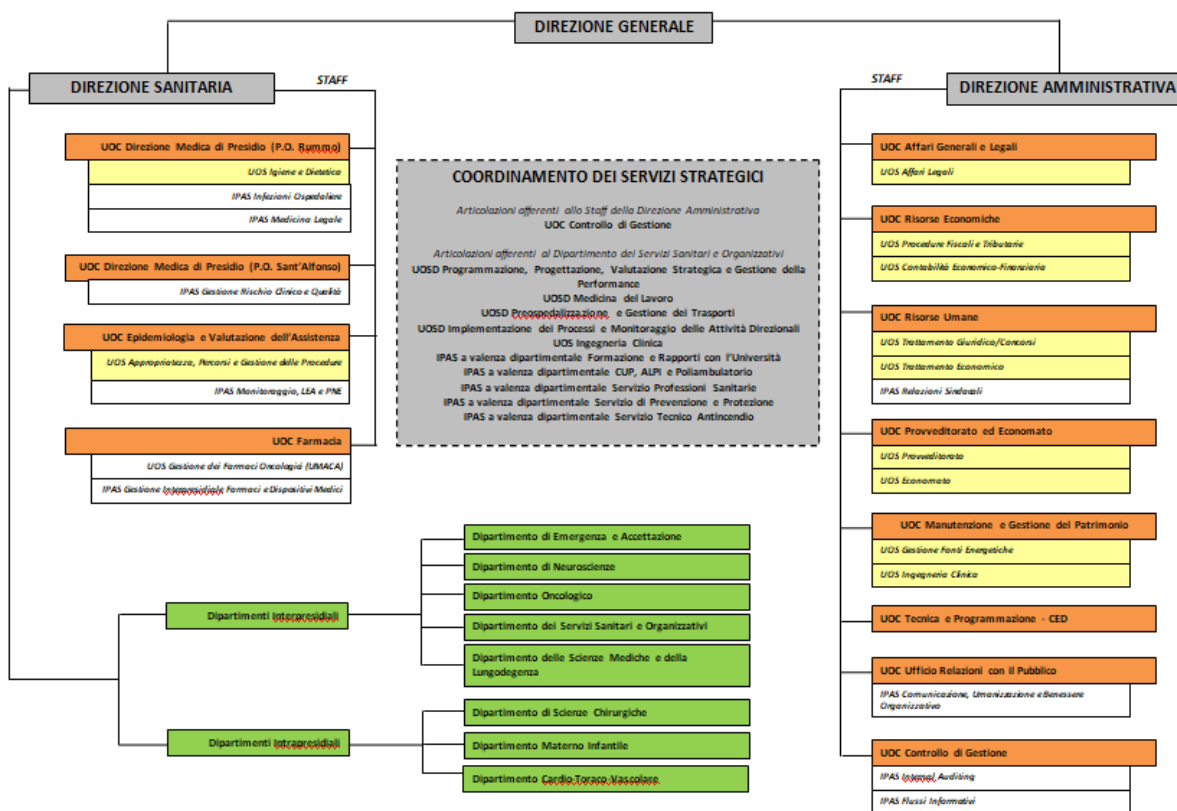 DIREZIONE GENERALE
DIREZIONE SANITARIA
STAFF
STAFF
DIREZIONE AMMINISTRATIVA
UOC Direzione Medica di Presidio (P.O. Rummo)
UOS Igiene e Dietetica
IPAS Infezioni Ospedaliere
IPAS Medicina Legale
UOC Direzione Medica di Presidio (P.O. Sant'Alfonso)
IPAS Gestione Rischio Clinico e Qualità
UOC Epidemiologia e Valutazione dell'Assistenza
UOS Appropriatezza, Percorsi e Gestione delle Procedure
IPAS Monitoraggio, LEA e PNE
UOC Farmacia
UOS Gestione dei Farmaci Oncologici (UMACA)
IPAS Gestione Interpresidiale Farmaci e Dispositivi Medici
COORDINAMENTO DEI SERVIZI STRATEGICI
Articolazioni afferenti allo Staff della Direzione Amministrativa
UOC Controllo di Gestione
Articolazioni afferenti al Dipartimento dei Servizi Sanitari e Organizzativi
UOSD Programmazione, Progettazione, Valutazione Strategica e Gestione della
Performance
UOSD Medicina del Lavoro
UOSD Preospedalizzazione e Gestione dei Trasporti
UOSD Implementazione dei Processi e Monitoraggio delle Attività Direzionali
UOS Ingegneria Clinica
IPAS a valenza dipartimentale Formazione e Rapporti con l'Università
IPAS a valenza dipartimentale CUP, ALPI e Poliambulatorio
IPAS a valenza dipartimentale Servizio Professioni Sanitarie
IPAS a valenza dipartimentale Servizio di Prevenzione e Protezione
IPAS a valenza dipartimentale Servizio Tecnico Antincendio
UOC Affari Generali e Legali
UOS Affari Legali
UOC Risorse Economiche
UOS Procedure Fiscali e Tributarie
UOS Contabilità Economico-Finanziaria
UOC Risorse Umane
UOS Trattamento Giuridico/Concorsi
UOS Trattamento Economico
IPAS Relazioni Sindacali
UOC Provveditorato ed Economato
UOS Provveditorato
UOS Economato
UOC Manutenzione e Gestione del Patrimonio
UOS Gestione Fonti Energetiche
UOS Ingegneria Clinica
UOC Tecnica e Programmazione - CED
UOC Ufficio Relazioni con il Pubblico
IPAS Comunicazione, Umanizzazione e Benessere
Organizzativo
UOC Controllo di Gestione
IPAS Internal Auditing
IPAS Flussi Informativi
Dipartimenti Interpresidiali
Dipartimento di Emergenza e Accettazione
Dipartimento di Neuroscienze
Dipartimento Oncologico
Dipartimento dei Servizi Sanitari e Organizzativi
Dipartimento delle Scienze Mediche e della
Lungodegenza
Dipartimenti Intrapresidiali
Dipartimento di Scienze Chirurgiche
Dipartimento Materno Infantile
Dipartimento Cardio-Toraco-Vascolare